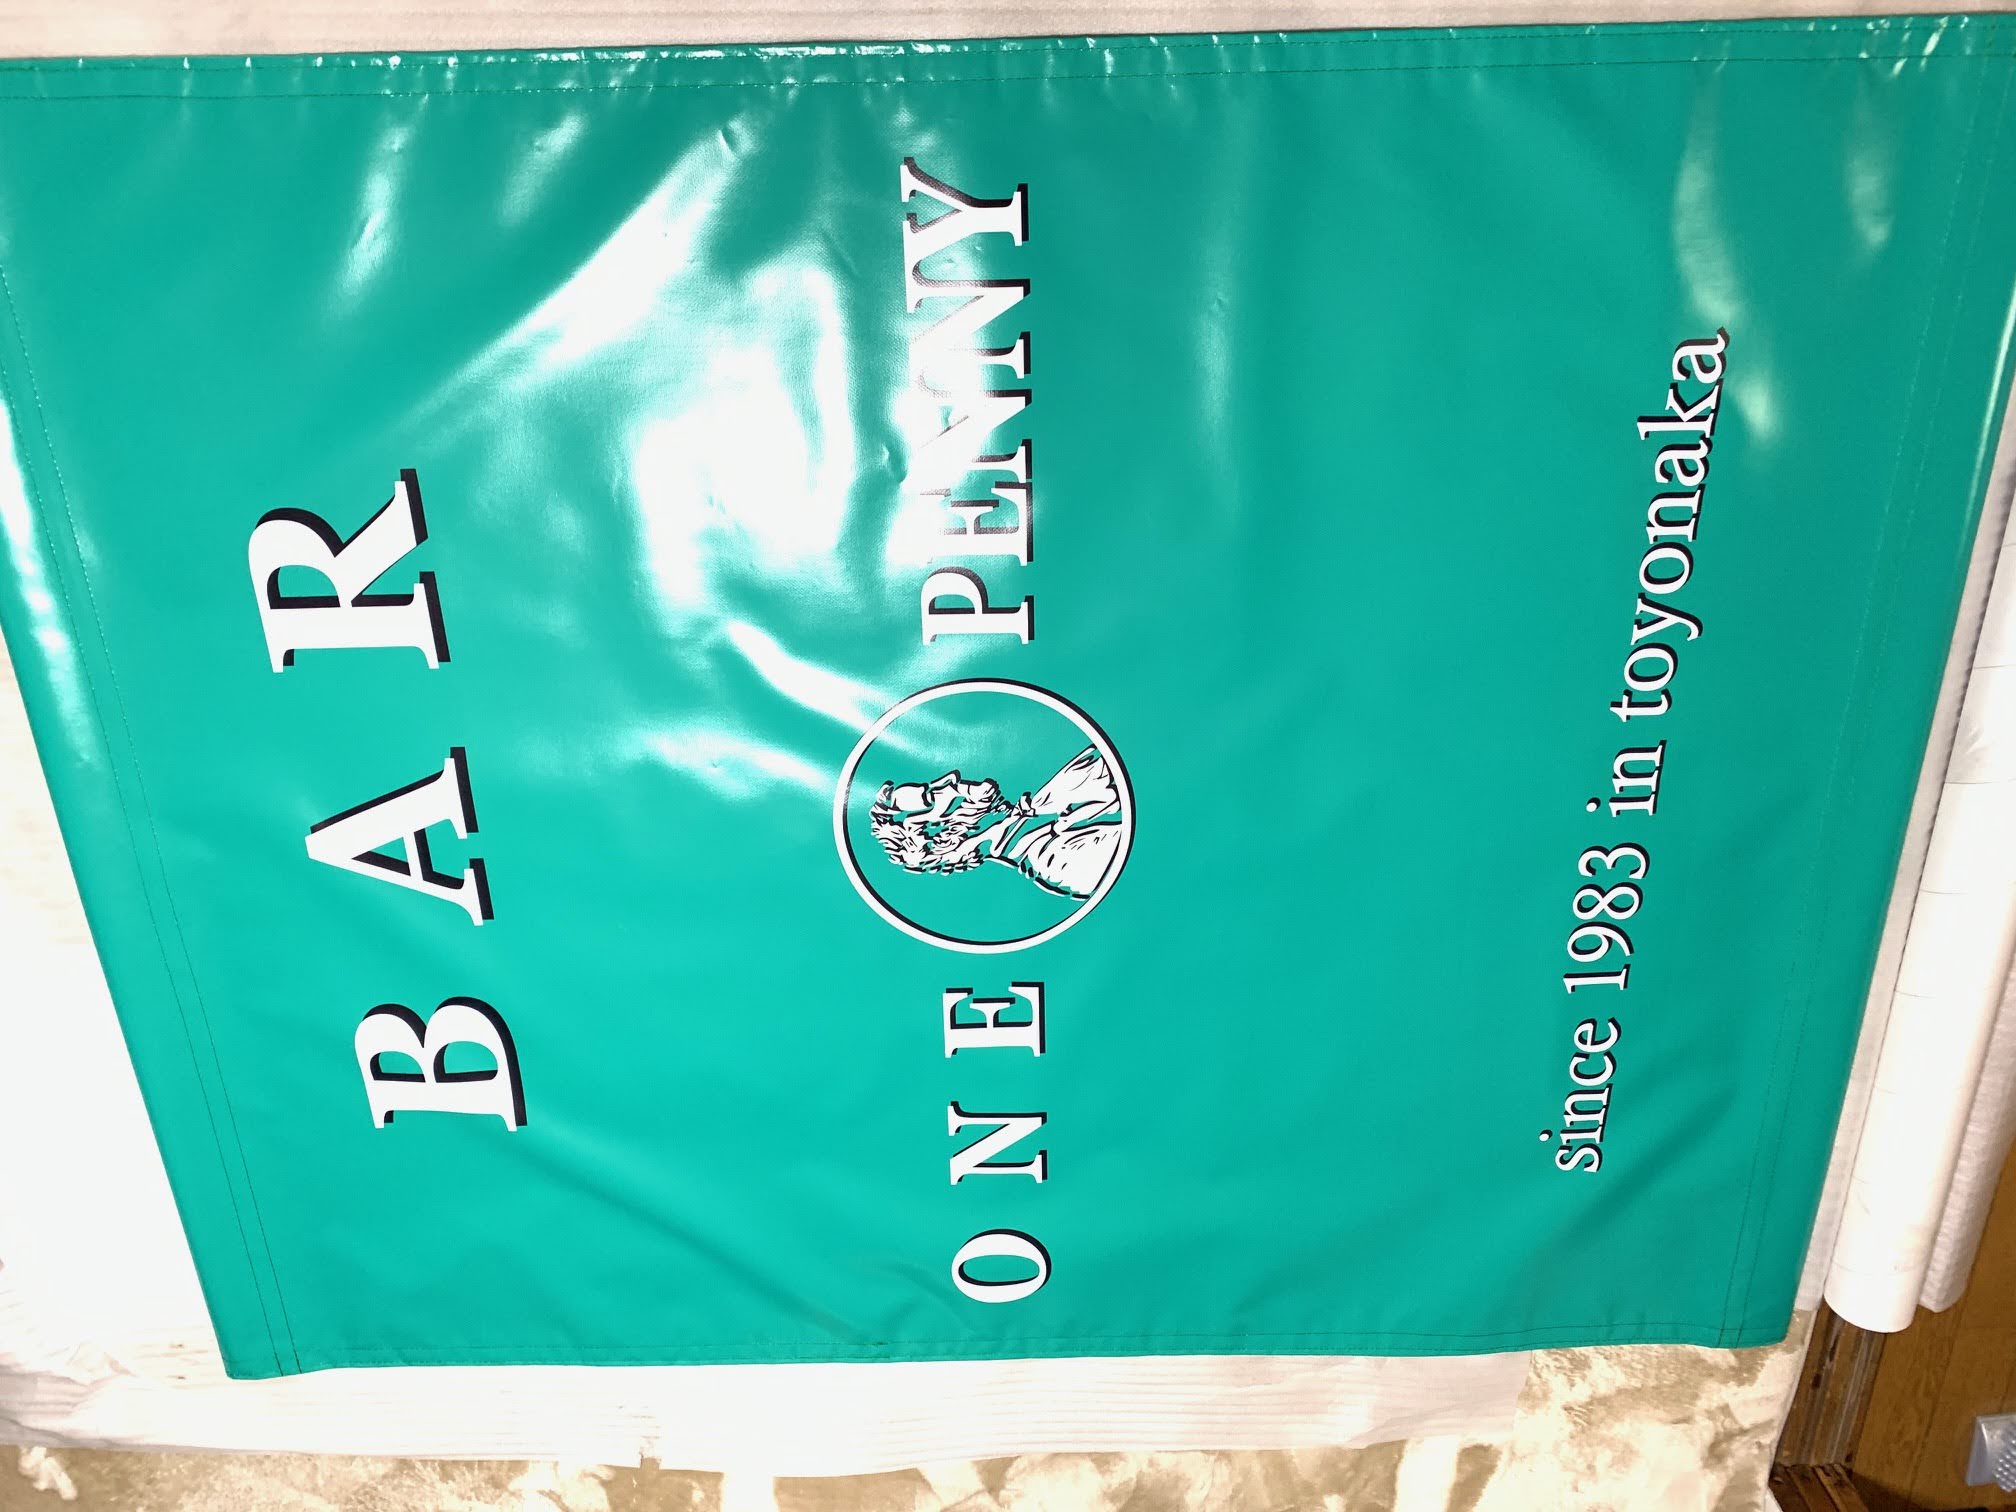 BAR
ONE PENNY
since 1983 in toyonaka